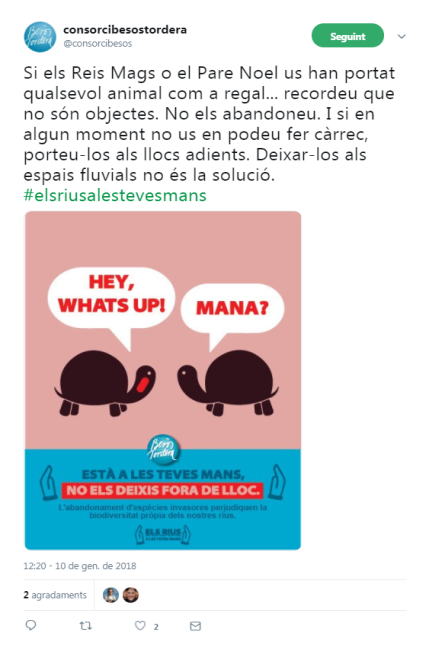 consorcibesostordera
@consorcibesos
Seguint
Si els Reis Mags o el Pare Noel us han portat
qualsevol animal com a regal... recordeu que
no són objectes. No els abandoneu. I si en
algun moment no us en podeu fer càrrec,
porteu-los als llocs adients. Deixar-los als
espais fluvials no és la solució.
#elsriusalestevesmans
HEY,
WHATS UP!
MANA?
Besòs
Tordera
ESTÀ A LES TEVES MANS,
NO ELS DEIXIS FORA DE LLOC.
L'abandonament d'espècies invasores perjudiquen la
biodiversitat pròpia dels nostres rius.
ELS RIUS
A LES TEVES MANS
12:20 - 10 de gen. de 2018
2 agradaments
2